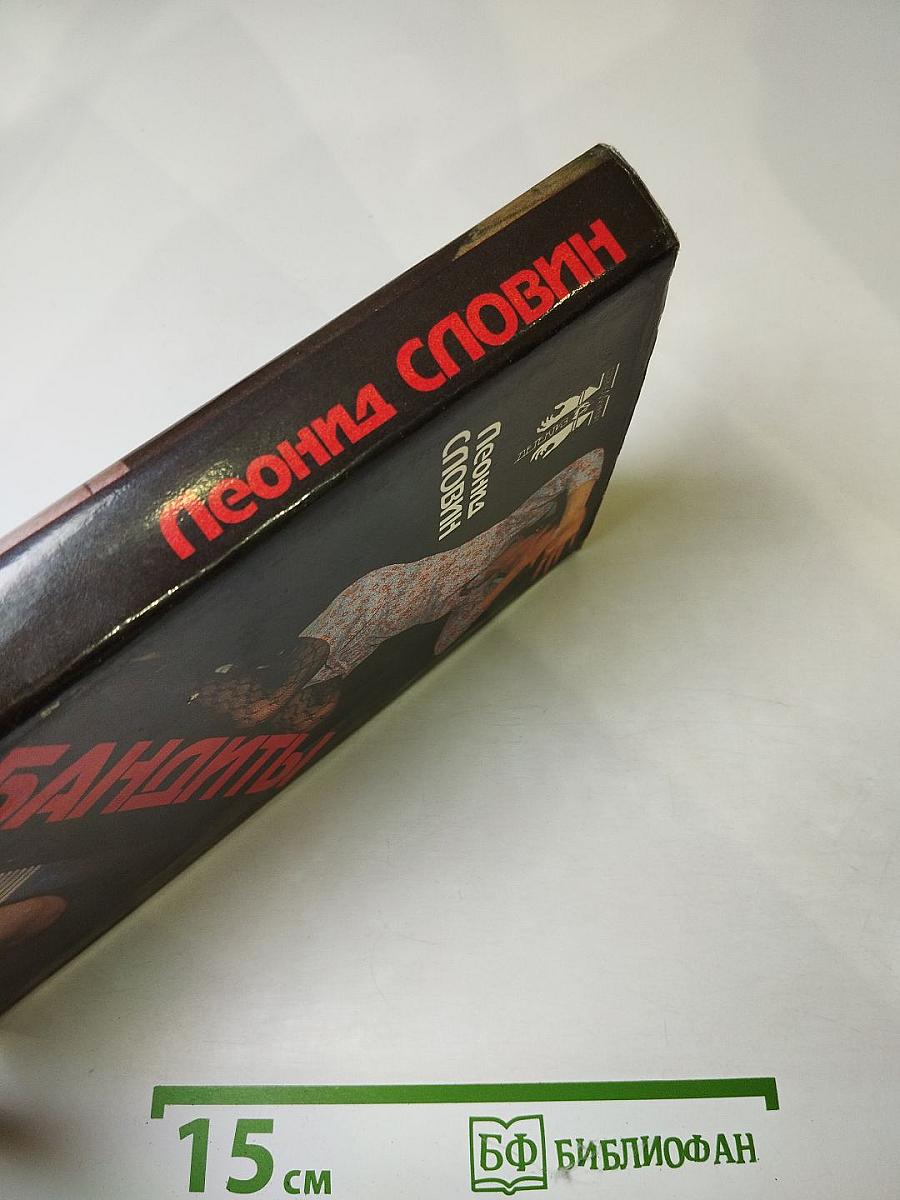 Леонид СЛОВИН
Леонид
СЛОВИН
БАНДИТЫ
15 см
БФ БИБЛИОФАН